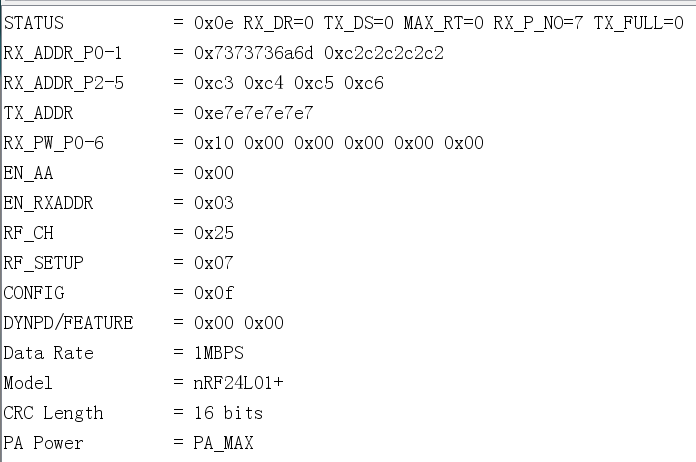 STATUS = 0x0e RX_DR=0 TX_DS=0 MAX_RT=0 RX_P_NO=7 TX_FULL=0
RX_ADDR_P0-1 = 0x7373736a6d 0xc2c2c2c2c2
RX_ADDR_P2-5 = 0xc3 0xc4 0xc5 0xc6
TX_ADDR = 0xe7e7e7e7e7
RX_PW_P0-6 = 0x10 0x00 0x00 0x00 0x00 0x00
EN_AA = 0x00
EN_RXADDR = 0x03
RF_CH = 0x25
RF_SETUP = 0x07
CONFIG = 0x0f
DYNPD/FEATURE = 0x00 0x00
Data Rate = 1MBPS
Model = nRF24L01+
CRC Length = 16 bits
PA Power = PA_MAX